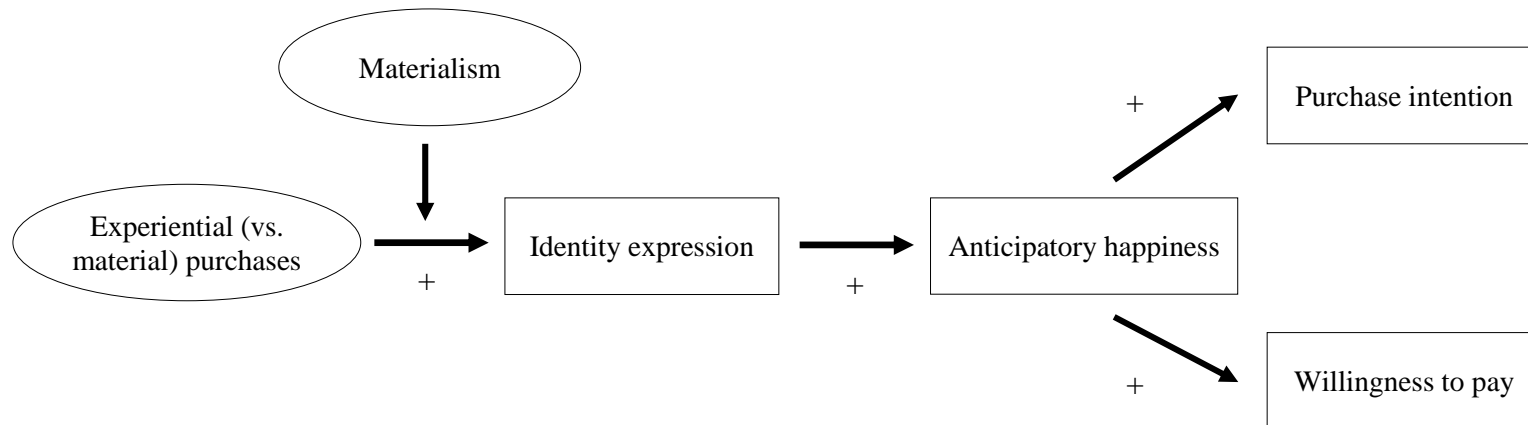 Materialism
+
Purchase intention
Experiential (vs.
material) purchases
+
Identity expression
+
Anticipatory happiness
+
Willingness to pay